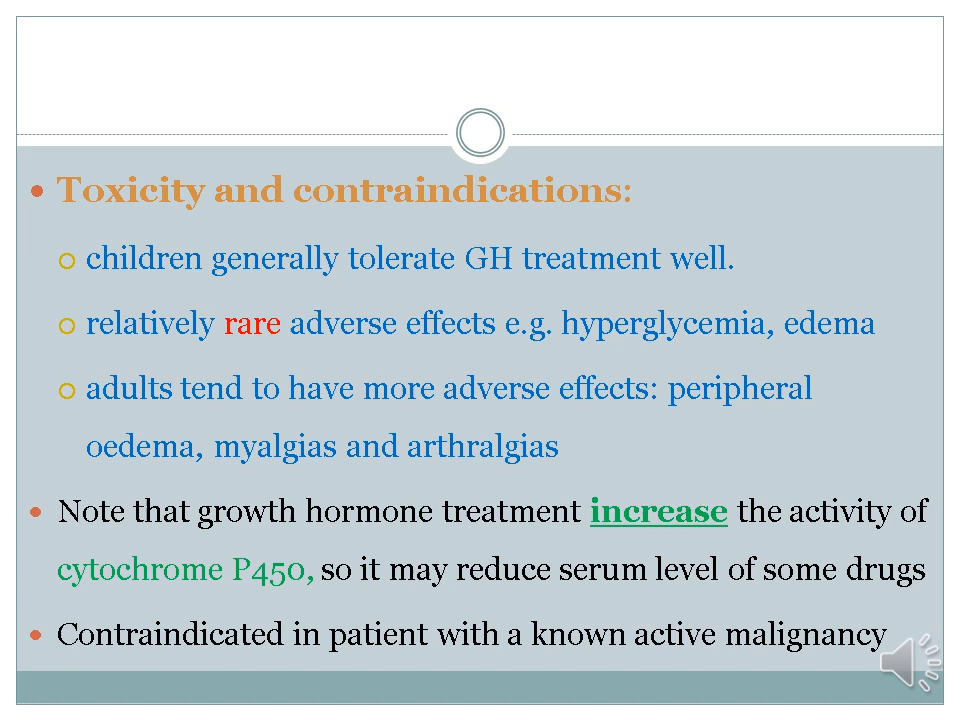 Toxicity and contraindications:
children generally tolerate GH treatment well.
relatively rare adverse effects e.g. hyperglycemia, edema
adults tend to have more adverse effects: peripheral
oedema, myalgias and arthralgias
Note that growth hormone treatment increase the activity of
cytochrome P450, so it may reduce serum level of some drugs
Contraindicated in patient with a known active malignancy